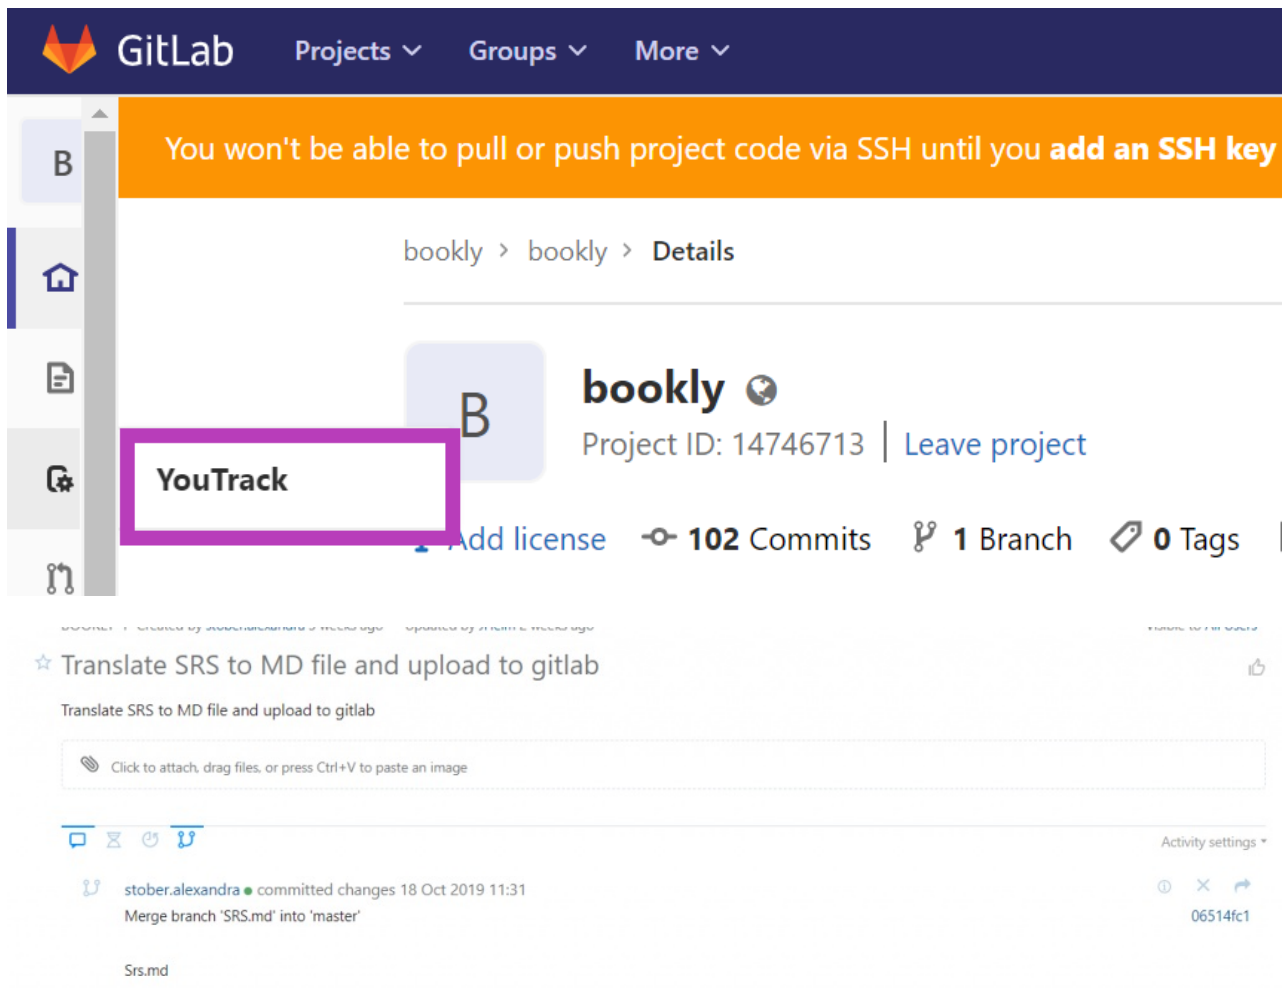 GitLab Projects Groups More
B
You won't be able to pull or push project code via SSH until you add an SSH key
bookly > bookly > Details
B
bookly
Project ID: 14746713 Leave project
YouTrack
Add license 102 Commits 1 Branch 0 Tags
Translate SRS to MD file and upload to gitlab
Translate SRS to MD file and upload to gitlab
Click to attach, drag files, or press Ctrl+V to paste an image
Activity settings
stober.alexandra committed changes 18 Oct 2019 11:31
Merge branch 'SRS.md' into 'master' 06514fc1
Srs.md